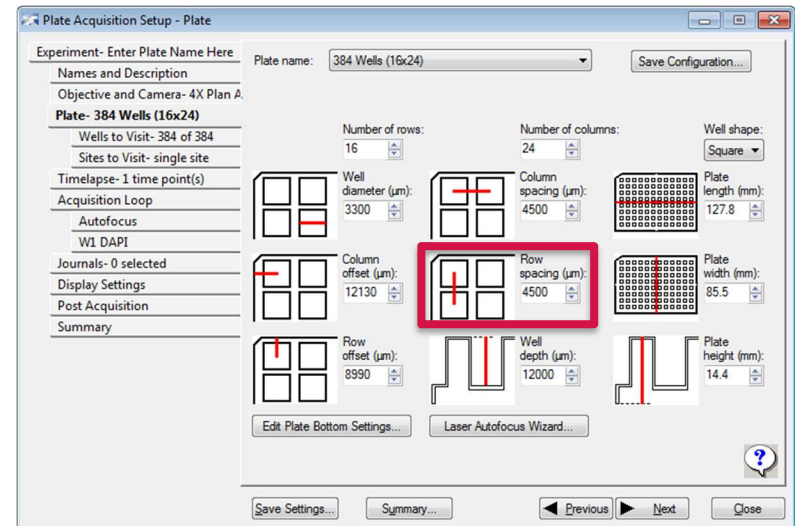 Plate Acquisition Setup - Plate
Experiment- Enter Plate Name Here
Names and Description
Objective and Camera- 4X Plan A
Plate- 384 Wells (16x24)
Wells to Visit- 384 of 384
Sites to Visit- single site
Timelapse- 1 time point(s)
Acquisition Loop
Autofocus
W1 DAPI
Journals- 0 selected
Display Settings
Post Acquisition
Summary
Plate name: 384 Wells (16x24) Save Configuration...
Number of rows: Number of columns: Well shape:
16 24 Square
Well diameter (µm):
3300
Column spacing (µm):
4500
Plate length (mm):
127.8
Column offset (µm):
12130
Row spacing (µm):
4500
Plate width (mm):
85.5
Row offset (µm):
8990
Well depth (µm):
12000
Plate height (mm):
14.4
Edit Plate Bottom Settings... Laser Autofocus Wizard...
?
Save Settings... Summary... Previous Next Close